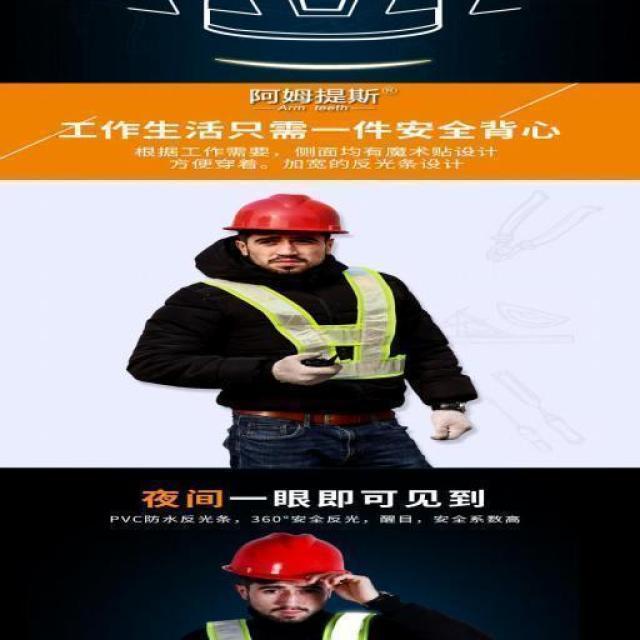 阿姆提斯®
Arm teeth
工作生活只需一件安全背心
根据工作需要，侧面均有魔术贴设计
方便穿着。加宽的反光条设计
夜间一眼即可见到
PVC防水反光条，360°安全反光，醒目，安全系数高